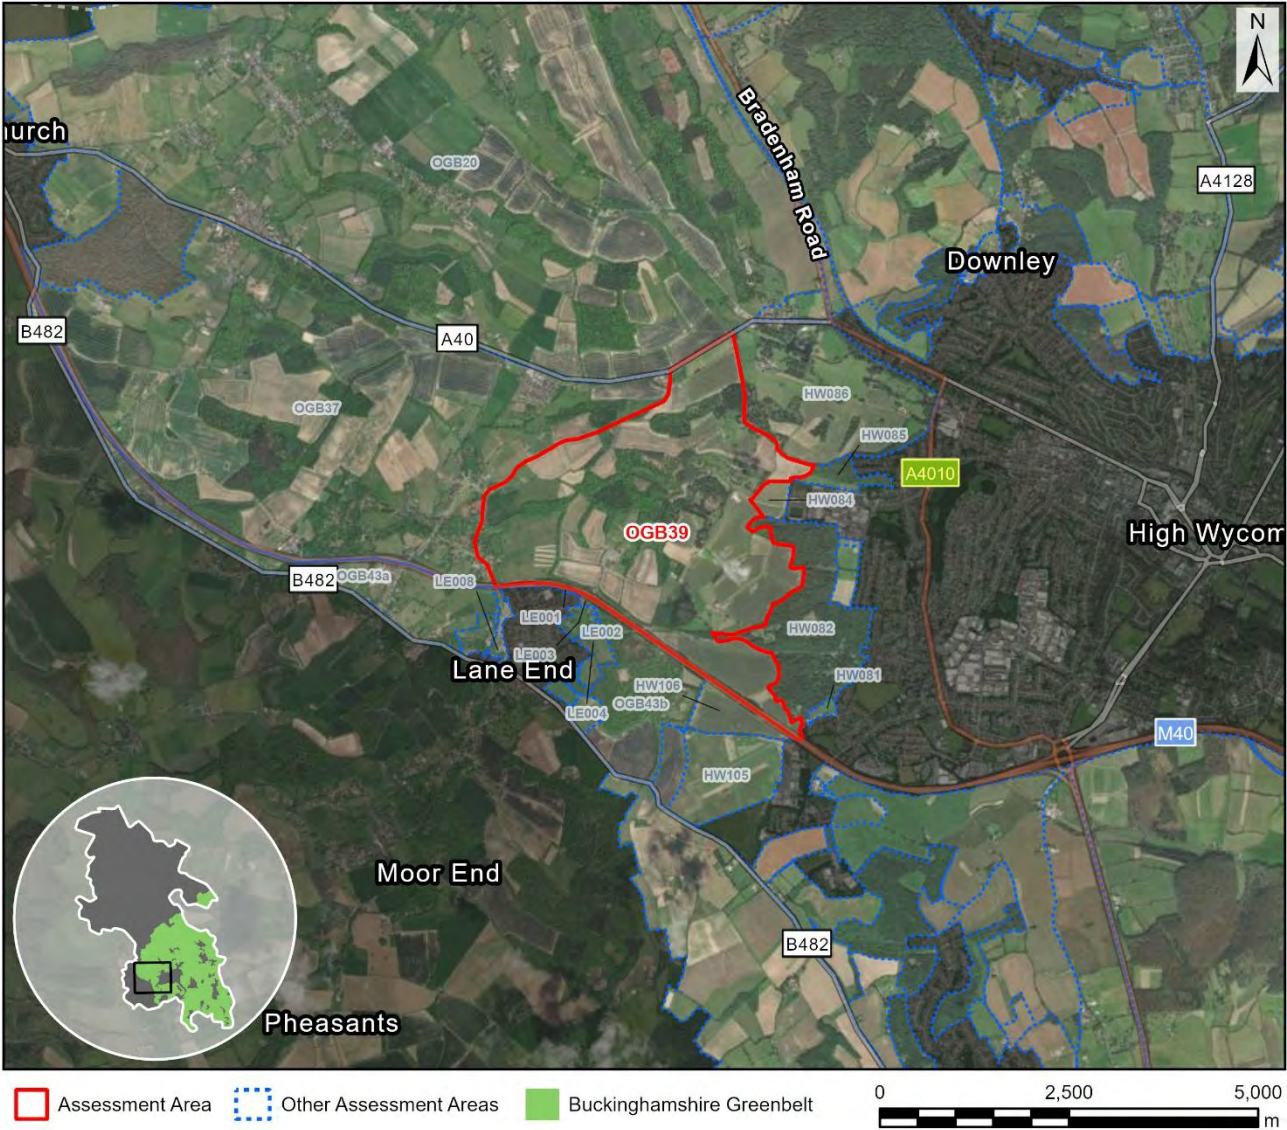 N
hurch
Bradenham Road
OGB20
A4128
Downley
B482
A40
HW086
OGB37
HW085
A4010
HW084
OGB39
High Wycom
B482
OGB43a
LE008
LE001
LE002
HW082
LE003
Lane End
HW081
HW106
OGB43b
LE004
M40
HW105
Moor End
B482
Pheasants
Assessment Area
Other Assessment Areas
Buckinghamshire Greenbelt
0 2,500 5,000
m